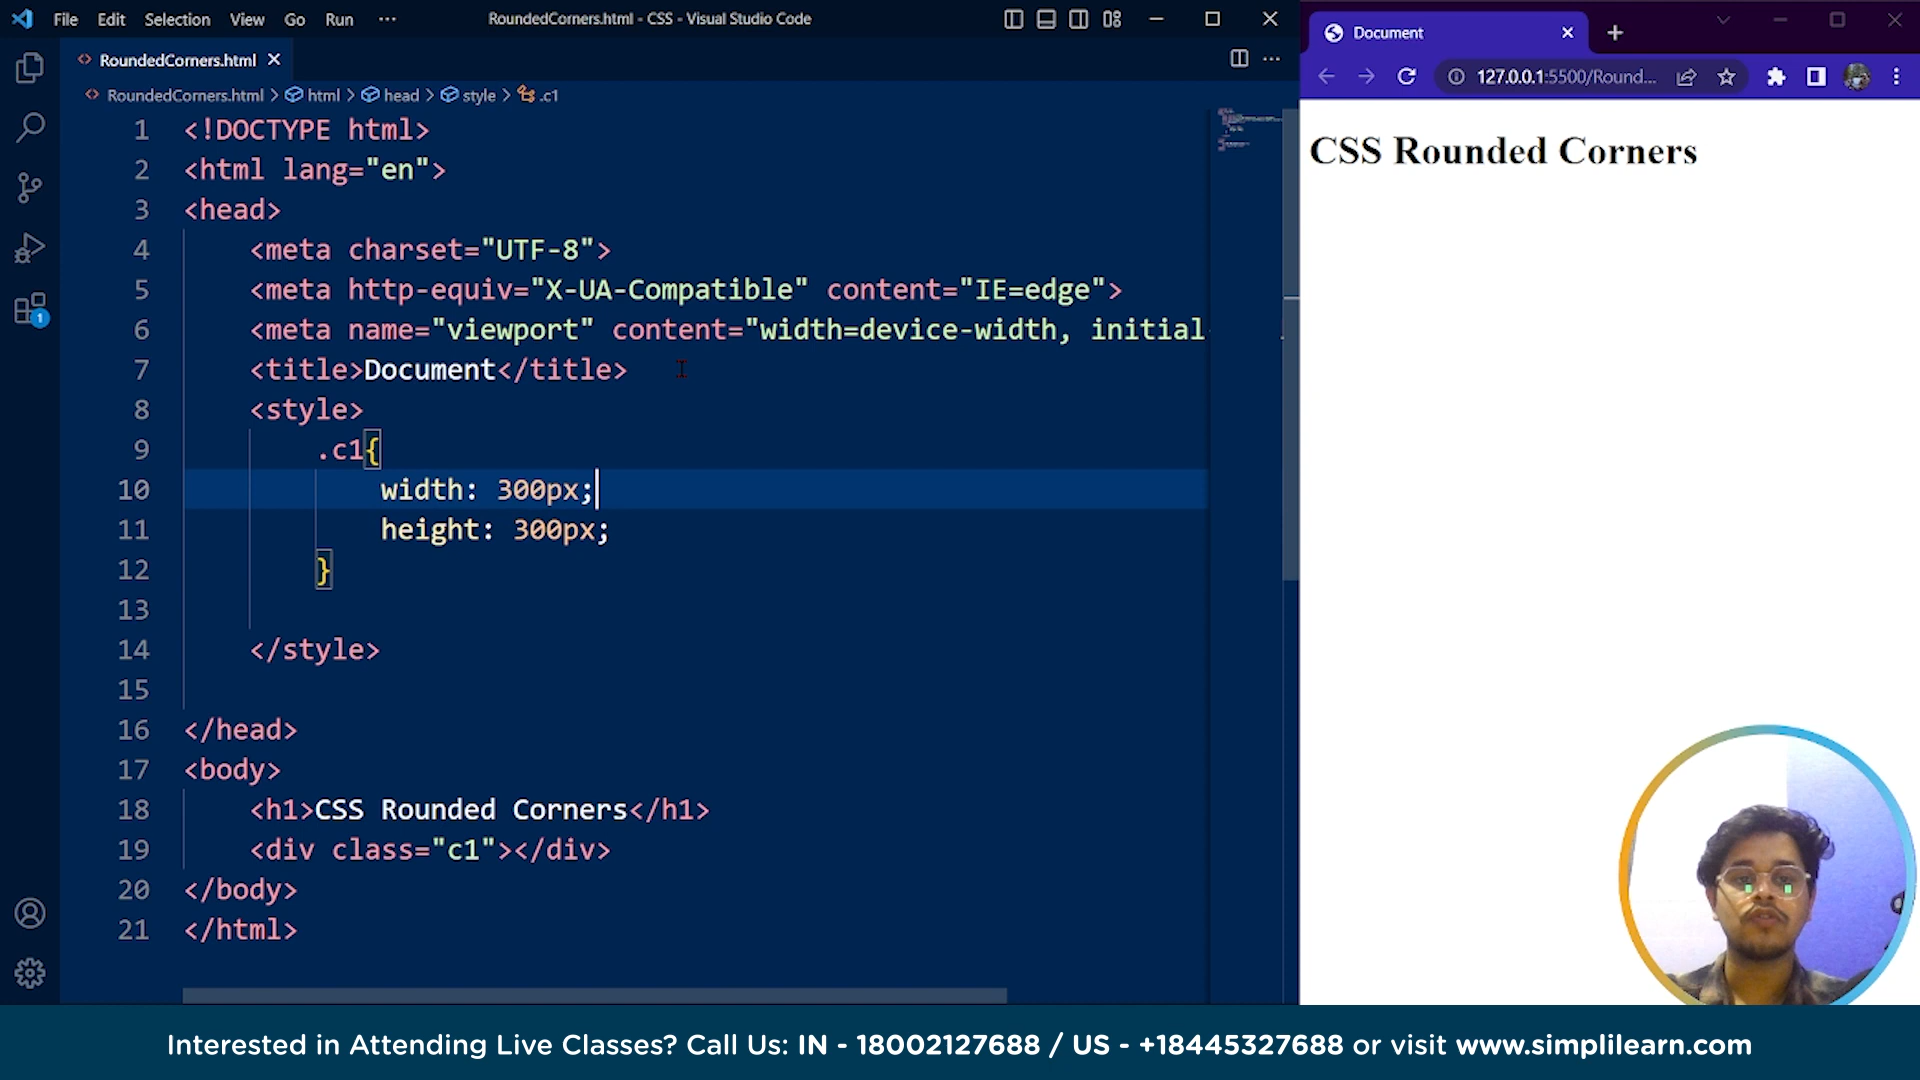 File Edit Selection View Go Run ··· RoundedCorners.html - CSS - Visual Studio Code
RoundedCorners.html
RoundedCorners.html > html > head > style > .c1
1 <!DOCTYPE html>
2 <html lang="en">
3 <head>
4 <meta charset="UTF-8">
5 <meta http-equiv="X-UA-Compatible" content="IE=edge">
6 <meta name="viewport" content="width=device-width, initial-
7 <title>Document</title>
8 <style>
9 .c1{
10 width: 300px;
11 height: 300px;
12 }
13
14 </style>
15
16 </head>
17 <body>
18 <h1>CSS Rounded Corners</h1>
19 <div class="c1"></div>
20 </body>
21 </html>
1
Document
127.0.0.1:5500/Round...
CSS Rounded Corners
Interested in Attending Live Classes? Call Us: IN - 18002127688 / US - +18445327688 or visit www.simplilearn.com